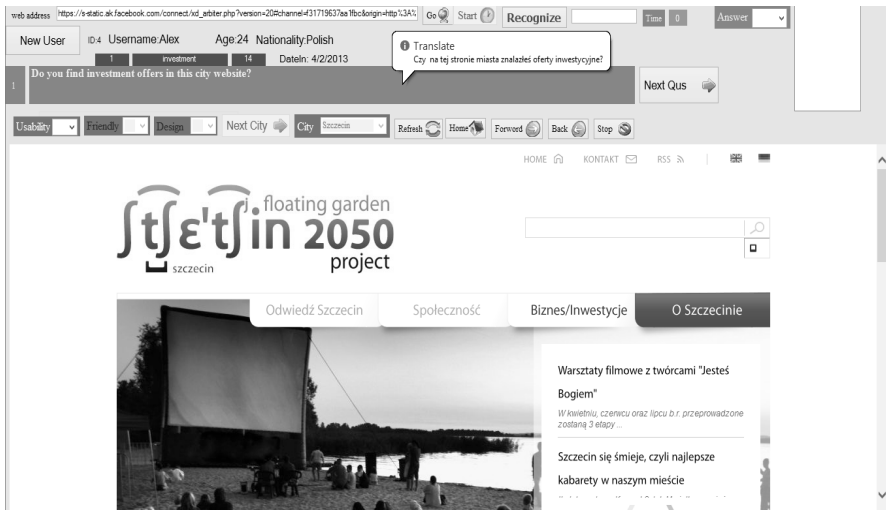 web address https://s-static.ak.facebook.com/connect/xd_arbiter.php?version=20#channel=f31719637aa1fbc&origin=http%3A% Go Start Recognize Time 0 Answer
New User ID:4 Username:Alex Age:24 Nationality:Polish
1 investment 14 DateIn: 4/2/2013
Translate
Czy na tej stronie miasta znalazłeś oferty inwestycyjne?
1 Do you find investment offers in this city website?
Next Qus
Usability Friendly Design Next City City Szczecin Refresh Home Forword Back Stop
HOME KONTAKT RSS
ʃtʃɛ'tʃin floating garden
2050
szczecin project
Odwiedź Szczecin Społeczność Biznes/Inwestycje O Szczecinie
Warsztaty filmowe z twórcami "Jesteś
Bogiem"
W kwietniu, czerwcu oraz lipcu b.r. przeprowadzone
zostaną 3 etapy ...
Szczecin się śmieje, czyli najlepsze
kabarety w naszym mieście